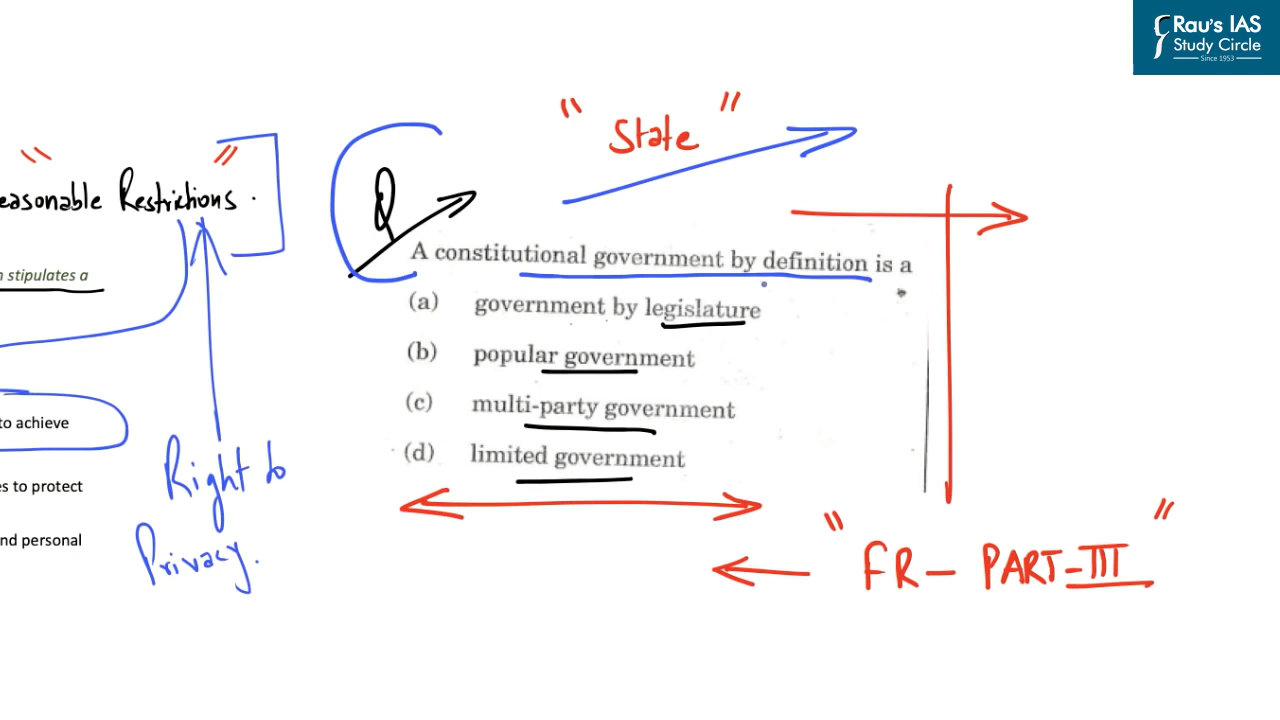 Rau's IAS
Study Circle
Since 1953
" State "
" "
easonable Restrictions.
Q
stipulates a
A constitutional government by definition is a
(a) government by legislature
(b) popular government
(c) multi-party government
(d) limited government
to achieve
Right to
Privacy.
s to protect
nd personal
" FR - PART-III "